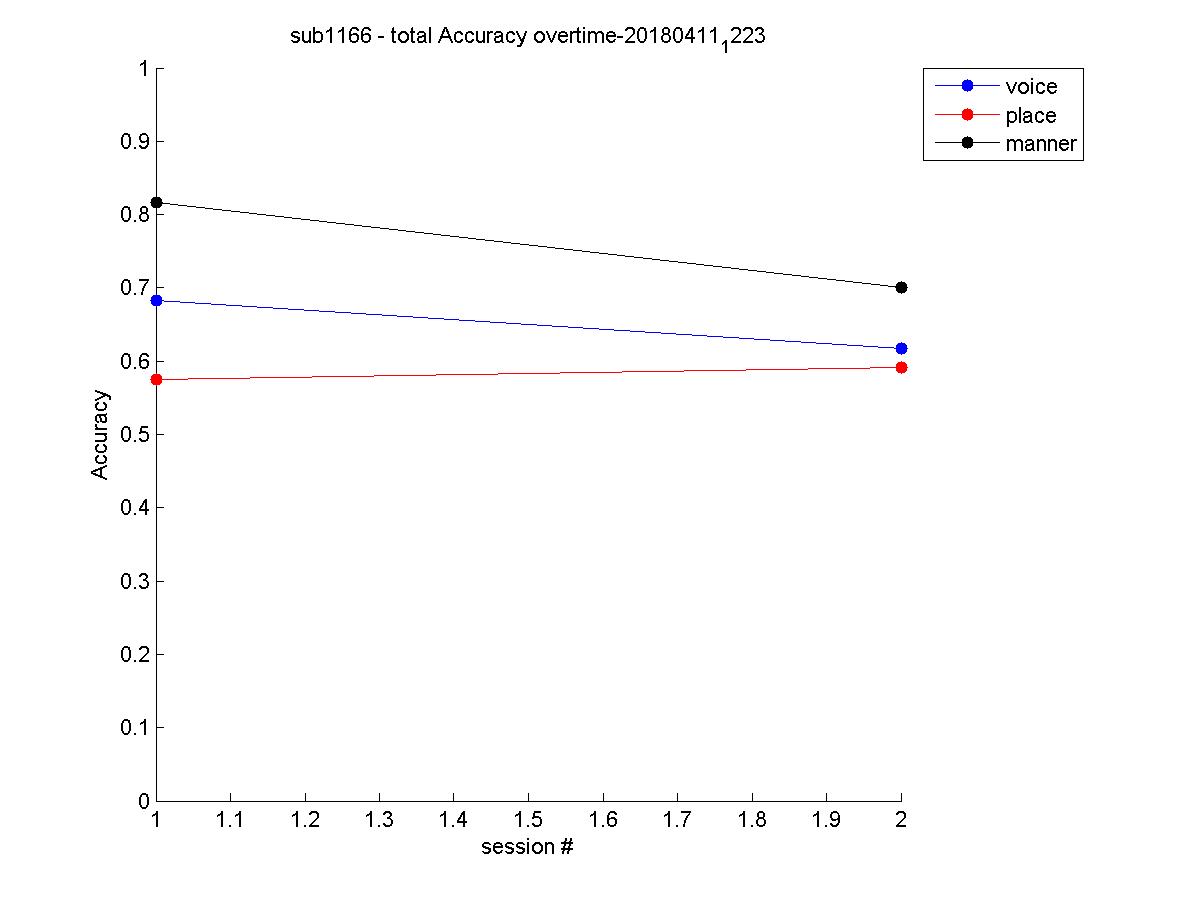 sub1166 - total Accuracy overtime-20180411₁223
voice
place
manner
1
0.9
0.8
0.7
0.6
0.5
0.4
0.3
0.2
0.1
0
Accuracy
1 1.1 1.2 1.3 1.4 1.5 1.6 1.7 1.8 1.9 2
session #